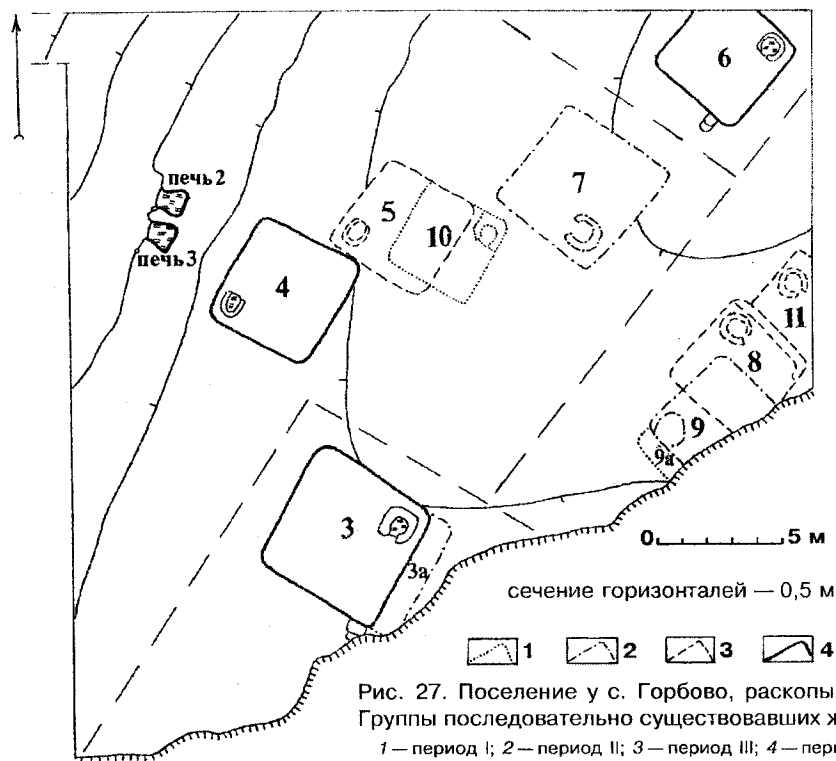 6
печь 2
7
5
10
печь 3
4
11
8
9
9а
3
3а
0 5 м
сечение горизонталей — 0,5 м
1 2 3 4
Рис. 27. Поселение у с. Горбово, раскопы
Группы последовательно существовавших ж
1 — период I; 2 — период II; 3 — период III; 4 — пери